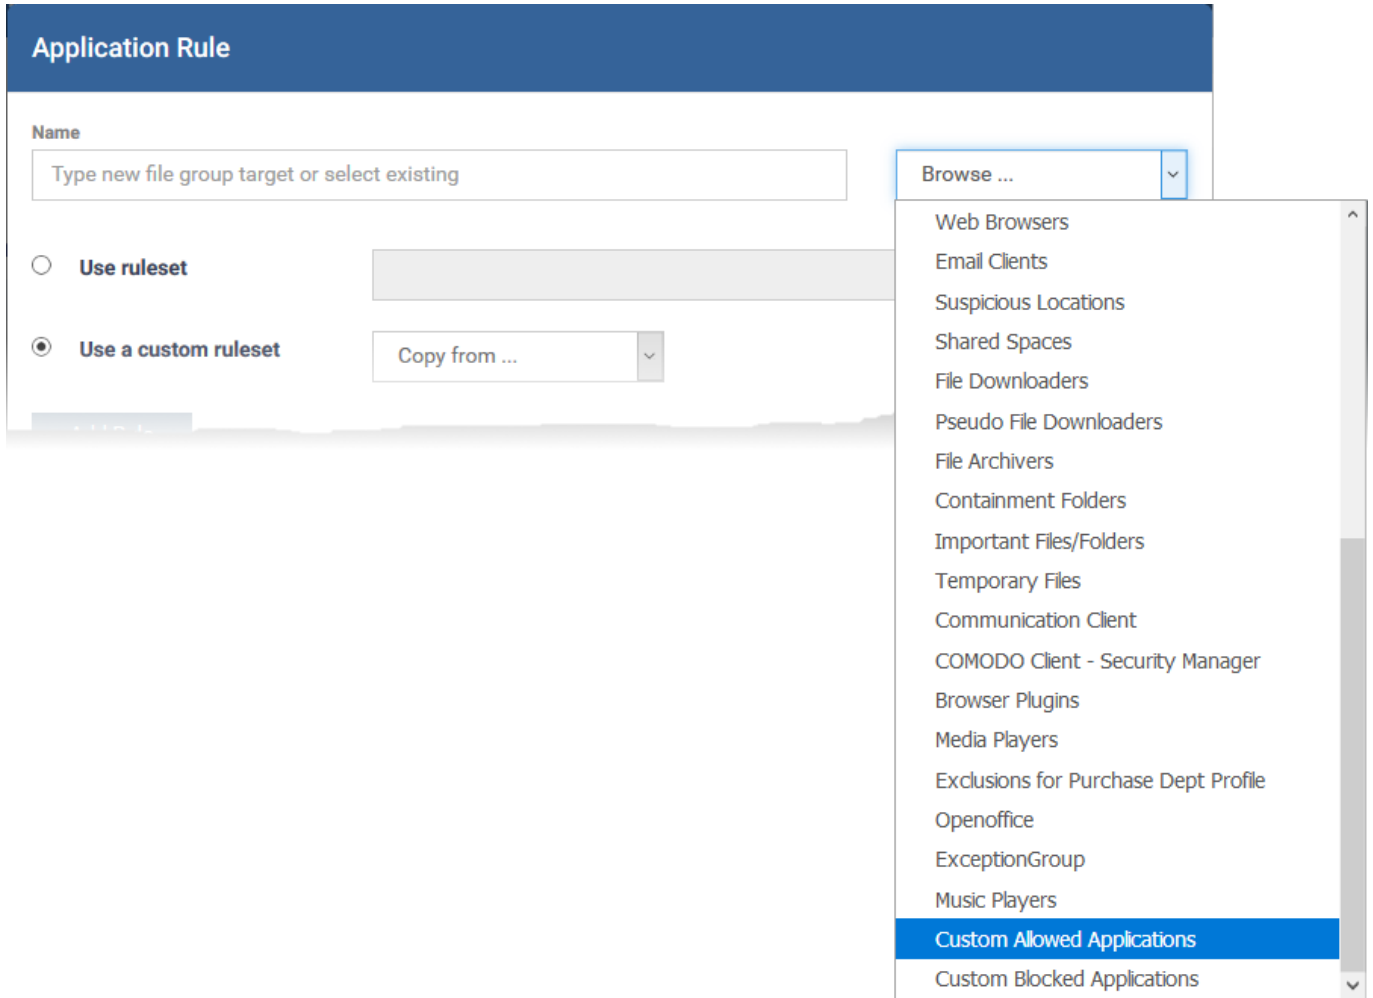 Application Rule
Name
Type new file group target or select existing
Browse ...
Use ruleset
Use a custom ruleset
Copy from ...
Web Browsers
Email Clients
Suspicious Locations
Shared Spaces
File Downloaders
Pseudo File Downloaders
File Archivers
Containment Folders
Important Files/Folders
Temporary Files
Communication Client
COMODO Client - Security Manager
Browser Plugins
Media Players
Exclusions for Purchase Dept Profile
Openoffice
ExceptionGroup
Music Players
Custom Allowed Applications
Custom Blocked Applications